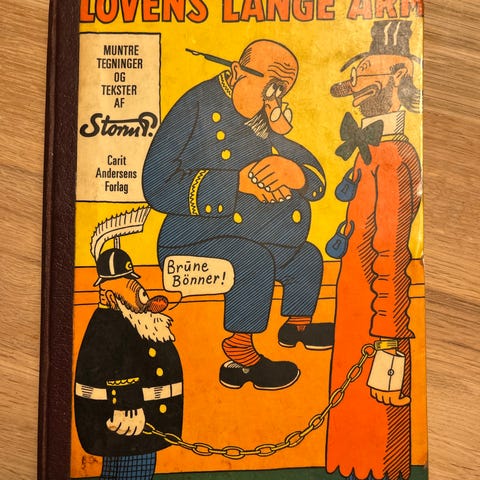 LOVENS LANGE ARM
MUNTRE
TEGNINGER
OG
TEKSTER
AF
Storm P.
Carit
Andersens
Forlag
Brüne
Bönner!